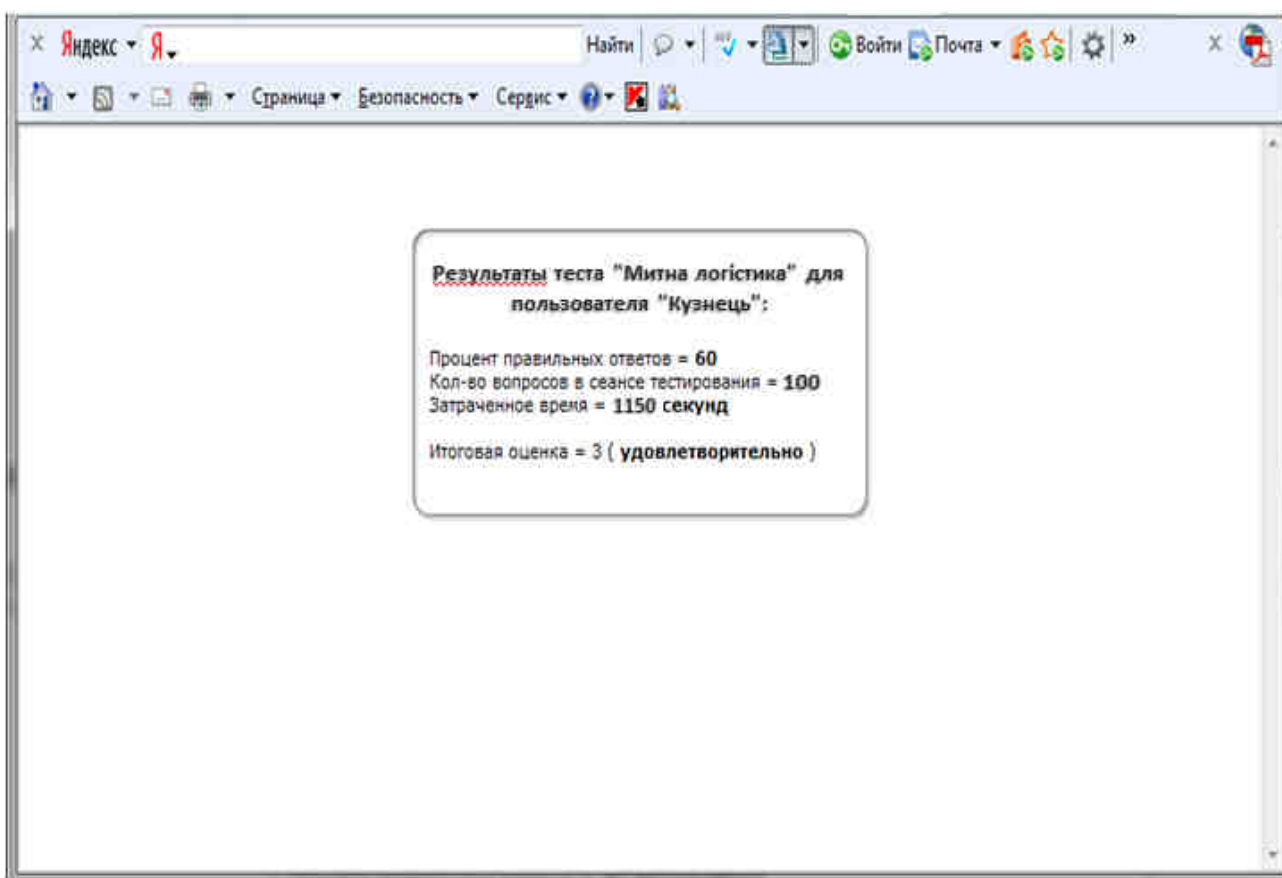 Яндекс Я Найти Войти Почта »
Страница Безопасность Сервис
Результаты теста "Митна логістика" для
пользователя "Кузнець":
Процент правильных ответов = 60
Кол-во вопросов в сеансе тестирования = 100
Затраченное время = 1150 секунд
Итоговая оценка = 3 ( удовлетворительно )